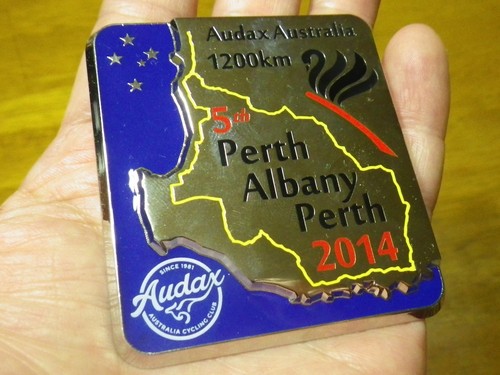 Audax Australia
1200km
5th
Perth
Albany
Perth
2014
SINCE 1981
Audax
AUSTRALIA CYCLING CLUB